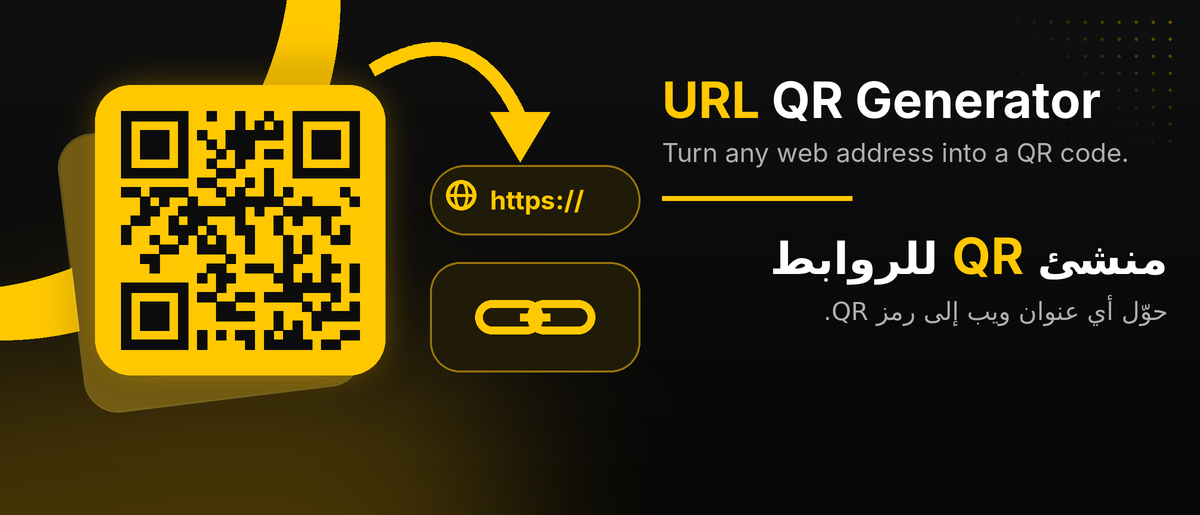 URL QR Generator
Turn any web address into a QR code.
https://
منشئ QR للروابط
حوّل أي عنوان ويب إلى رمز QR.